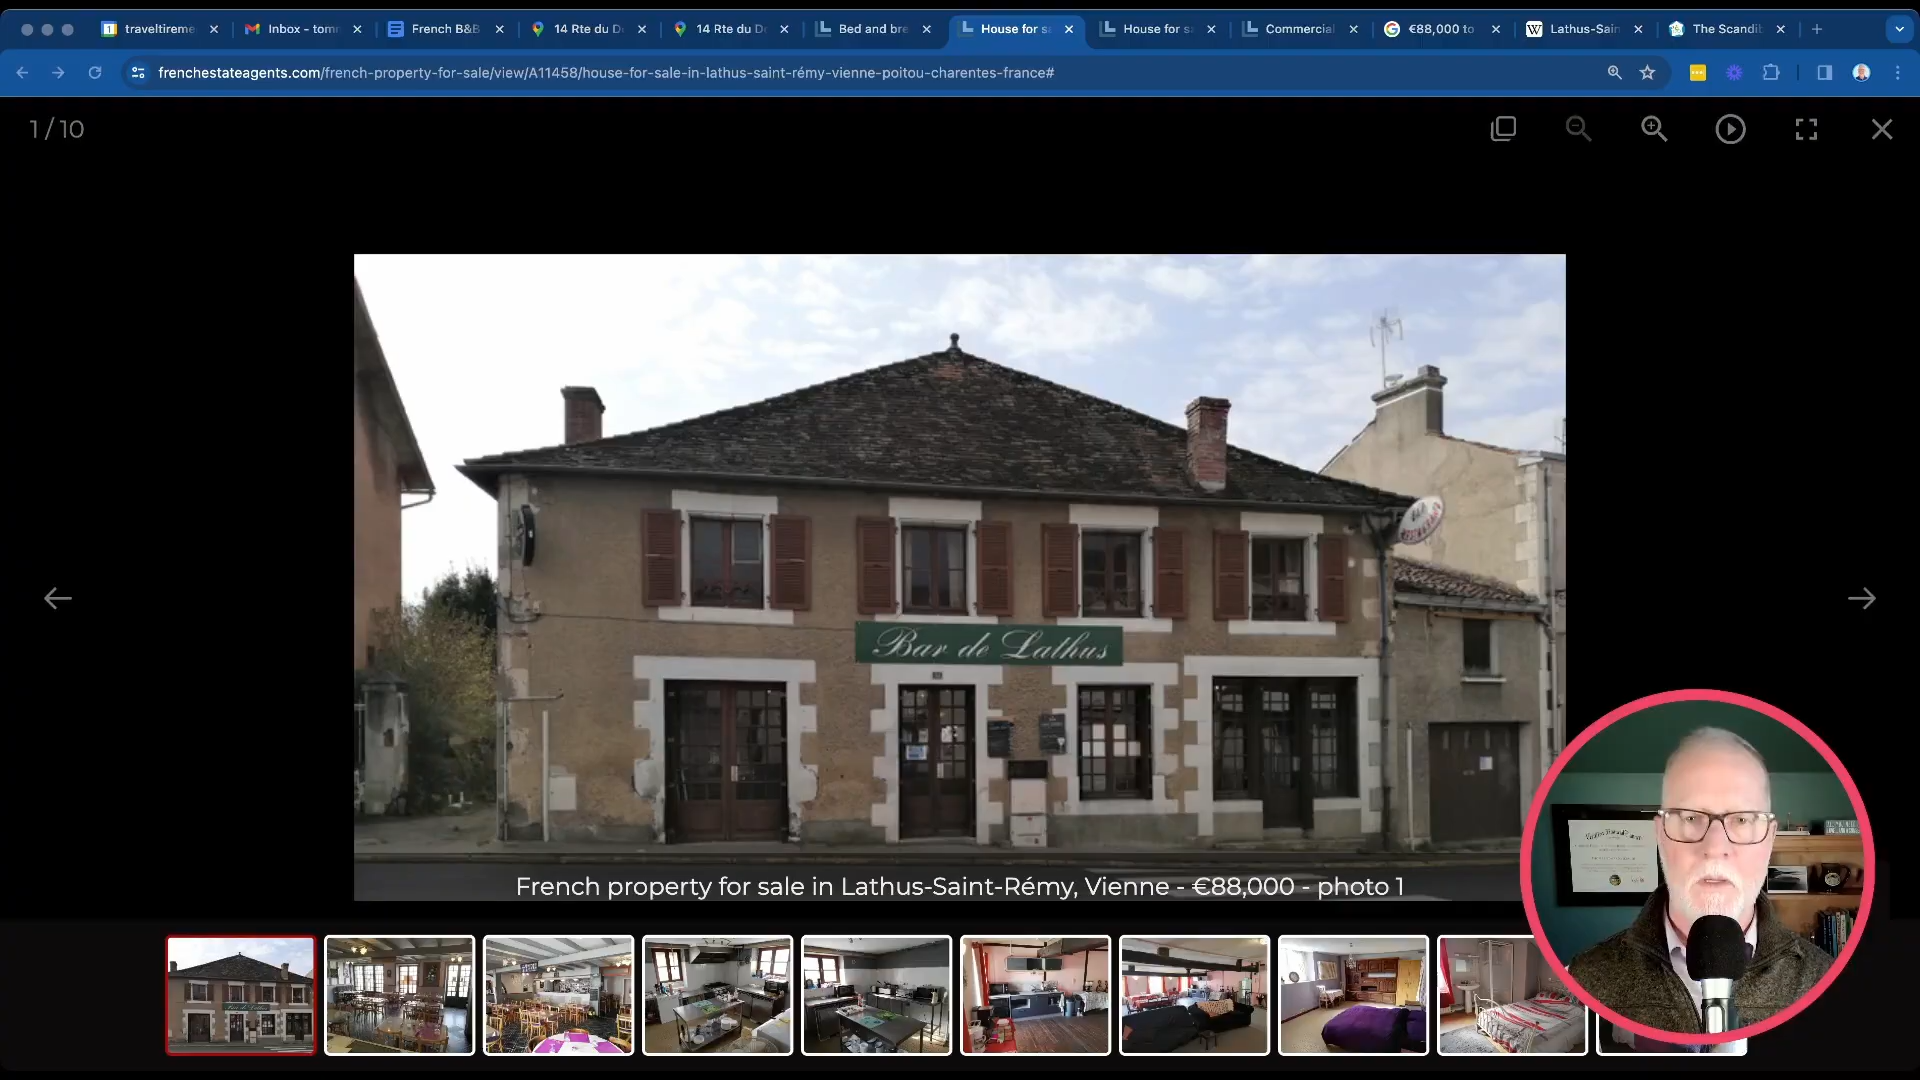 traveltireme
Inbox - tomn
French B&B
14 Rte du D
14 Rte du D
Bed and bre
House for s
House for s
Commercial
€88,000 to
Lathus-Sain
The Scandi
frenchestateagents.com/french-property-for-sale/view/A11458/house-for-sale-in-lathus-saint-rémy-vienne-poitou-charentes-france#
1 / 10
Bar de Lathus
French property for sale in Lathus-Saint-Rémy, Vienne - €88,000 - photo 1